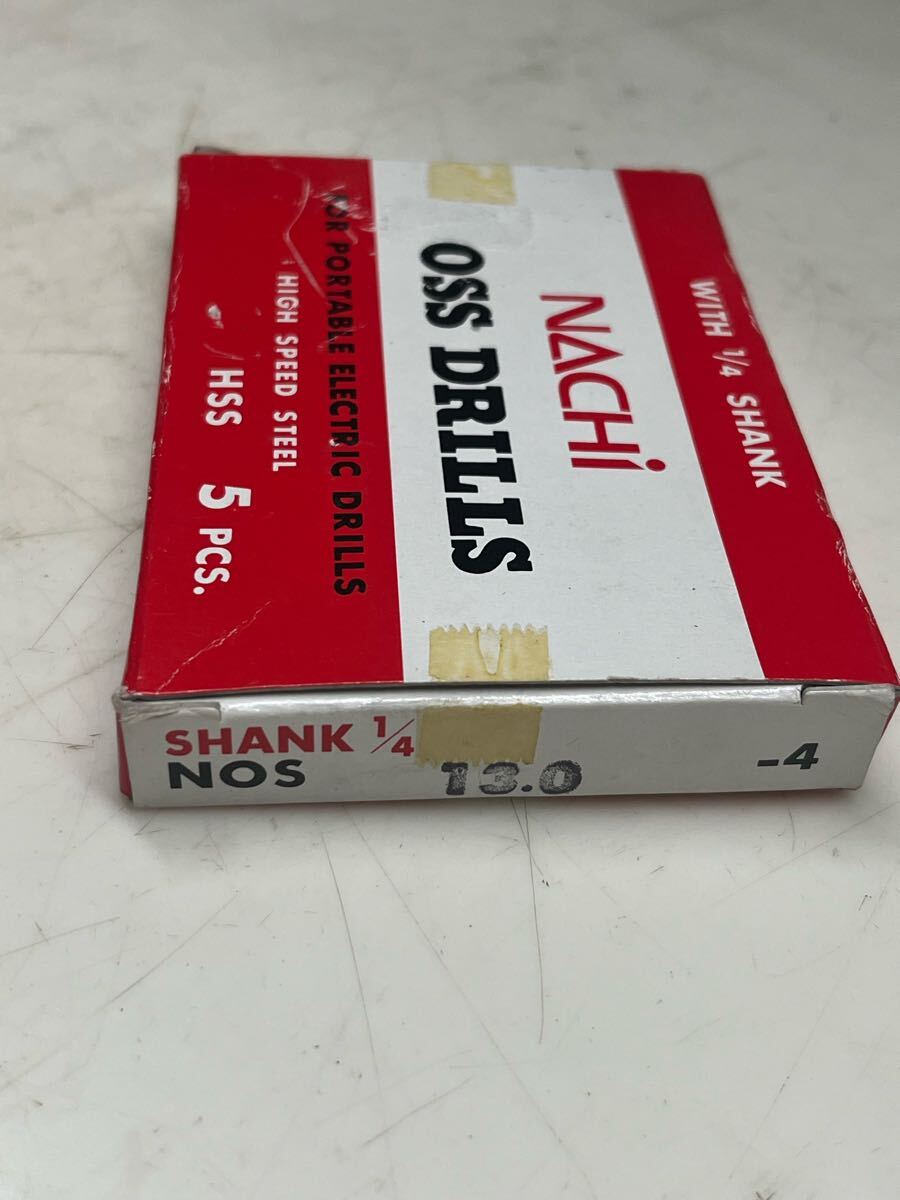 WITH 1/4 SHANK
NACHi
OSS DRILLS
FOR PORTABLE ELECTRIC DRILLS
HIGH SPEED STEEL
HSS 5 PCS.
SHANK 1/4
NOS 13.0 -4